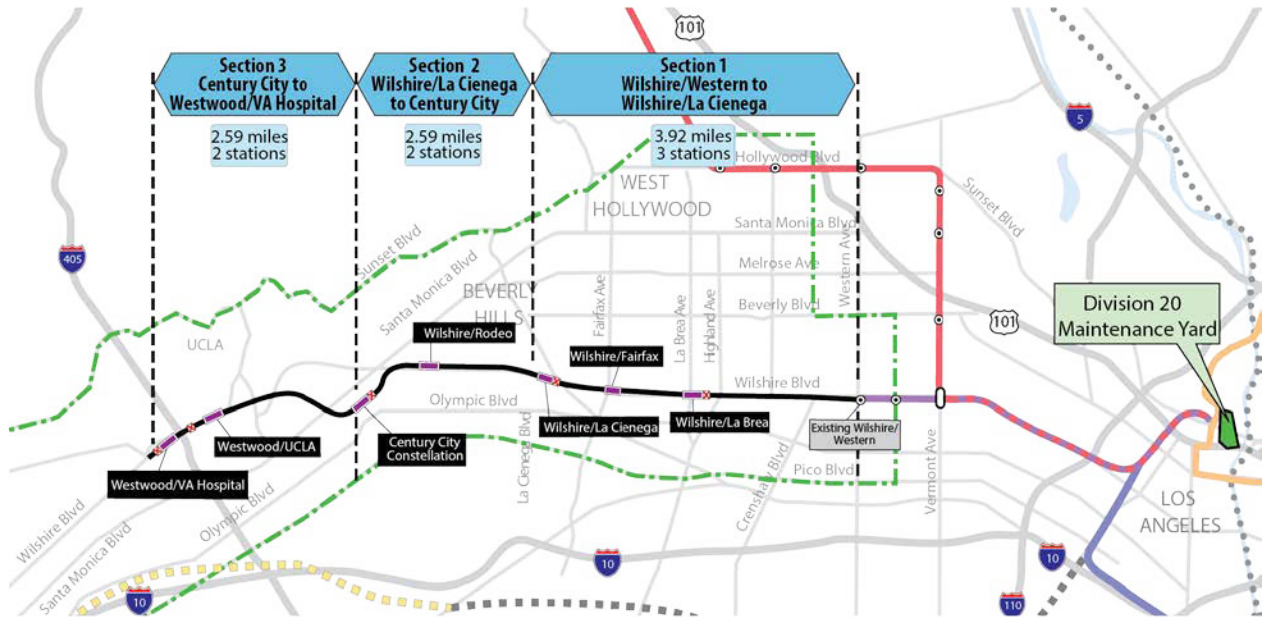 Section 3
Century City to
Westwood/VA Hospital
2.59 miles
2 stations
Section 2
Wilshire/La Cienega
to Century City
2.59 miles
2 stations
Section 1
Wilshire/Western to
Wilshire/La Cienega
3.92 miles
3 stations
101
5
Hollywood Blvd
WEST
HOLLYWOOD
Sunset Blvd
Santa Monica Blvd
Western Ave
Sunset Blvd
405
Santa Monica Blvd
Melrose Ave
BEVERLY
HILLS
Fairfax Ave
La Brea Ave
Highland Ave
Beverly Blvd
101
Division 20
Maintenance Yard
UCLA
Wilshire/Rodeo
Wilshire/Fairfax
Wilshire Blvd
Olympic Blvd
Wilshire/La Cienega
Wilshire/La Brea
Existing Wilshire/
Western
Westwood/UCLA
Century City
Constellation
La Cienega Blvd
Crenshaw Blvd
Pico Blvd
Vermont Ave
Westwood/VA Hospital
LOS
ANGELES
Wilshire Blvd
Santa Monica Blvd
Olympic Blvd
10
10
10
110